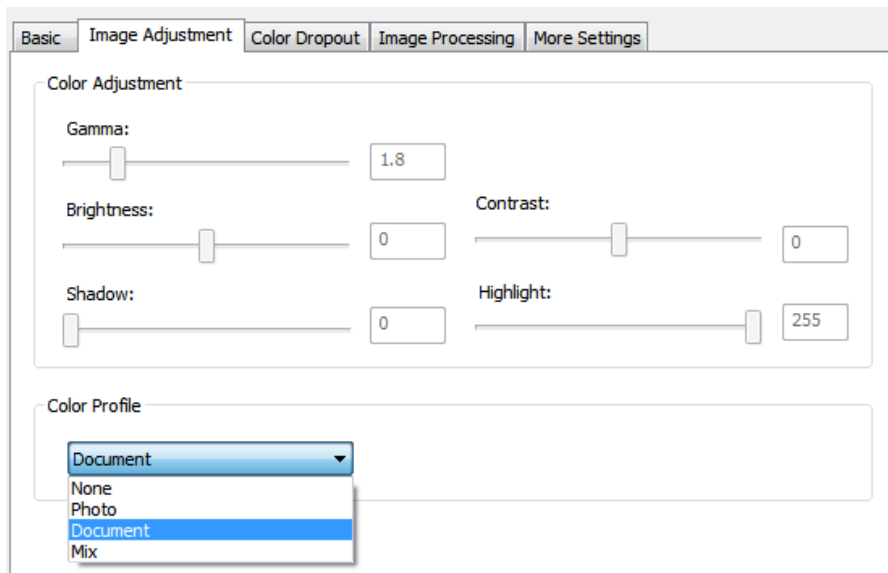 Basic Image Adjustment Color Dropout Image Processing More Settings
Color Adjustment
Gamma:
1.8
Brightness:
0
Contrast:
0
Shadow:
0
Highlight:
255
Color Profile
Document
None
Photo
Document
Mix